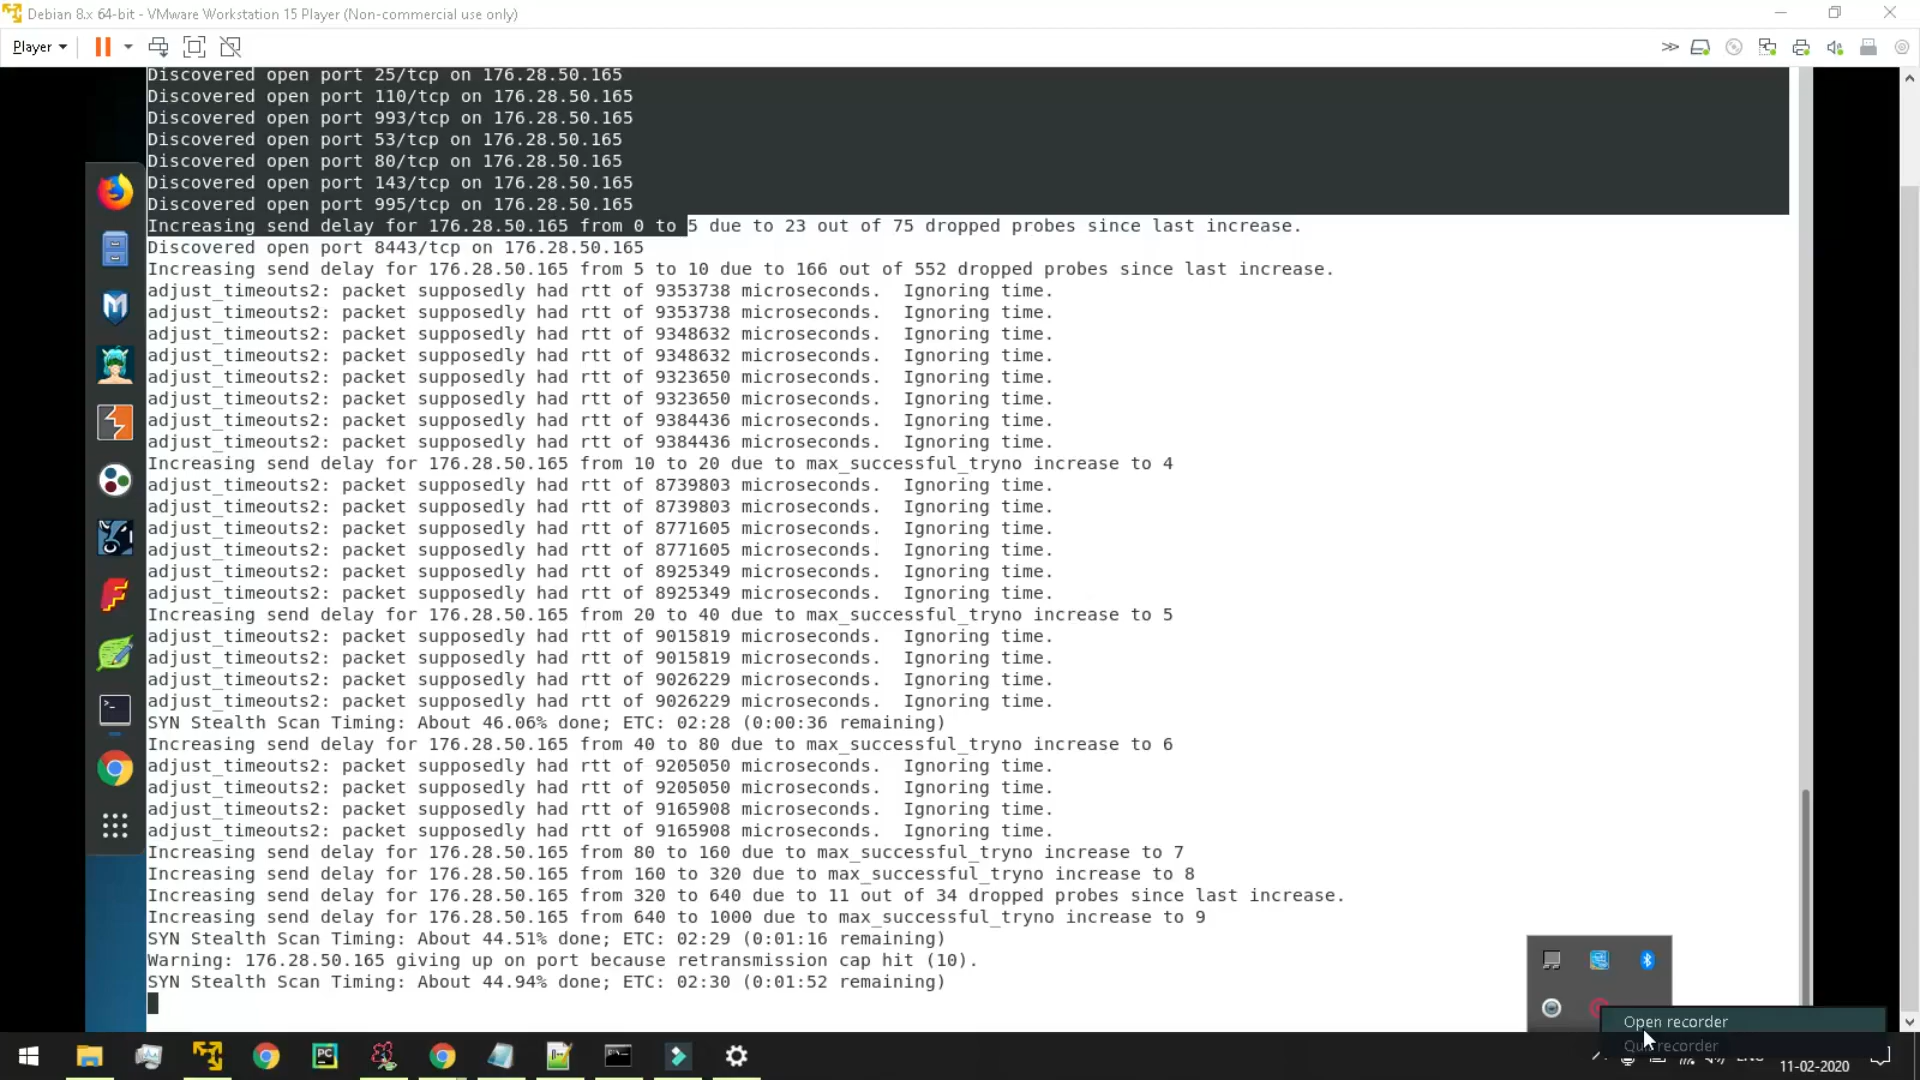 Debian 8.x 64-bit - VMware Workstation 15 Player (Non-commercial use only)
Player
Discovered open port 25/tcp on 176.28.50.165
Discovered open port 110/tcp on 176.28.50.165
Discovered open port 993/tcp on 176.28.50.165
Discovered open port 53/tcp on 176.28.50.165
Discovered open port 80/tcp on 176.28.50.165
Discovered open port 143/tcp on 176.28.50.165
Discovered open port 995/tcp on 176.28.50.165
Increasing send delay for 176.28.50.165 from 0 to 5 due to 23 out of 75 dropped probes since last increase.
Discovered open port 8443/tcp on 176.28.50.165
Increasing send delay for 176.28.50.165 from 5 to 10 due to 166 out of 552 dropped probes since last increase.
adjust_timeouts2: packet supposedly had rtt of 9353738 microseconds.  Ignoring time.
adjust_timeouts2: packet supposedly had rtt of 9353738 microseconds.  Ignoring time.
adjust_timeouts2: packet supposedly had rtt of 9348632 microseconds.  Ignoring time.
adjust_timeouts2: packet supposedly had rtt of 9348632 microseconds.  Ignoring time.
adjust_timeouts2: packet supposedly had rtt of 9323650 microseconds.  Ignoring time.
adjust_timeouts2: packet supposedly had rtt of 9323650 microseconds.  Ignoring time.
adjust_timeouts2: packet supposedly had rtt of 9384436 microseconds.  Ignoring time.
adjust_timeouts2: packet supposedly had rtt of 9384436 microseconds.  Ignoring time.
Increasing send delay for 176.28.50.165 from 10 to 20 due to max_successful_tryno increase to 4
adjust_timeouts2: packet supposedly had rtt of 8739803 microseconds.  Ignoring time.
adjust_timeouts2: packet supposedly had rtt of 8739803 microseconds.  Ignoring time.
adjust_timeouts2: packet supposedly had rtt of 8771605 microseconds.  Ignoring time.
adjust_timeouts2: packet supposedly had rtt of 8771605 microseconds.  Ignoring time.
adjust_timeouts2: packet supposedly had rtt of 8925349 microseconds.  Ignoring time.
adjust_timeouts2: packet supposedly had rtt of 8925349 microseconds.  Ignoring time.
Increasing send delay for 176.28.50.165 from 20 to 40 due to max_successful_tryno increase to 5
adjust_timeouts2: packet supposedly had rtt of 9015819 microseconds.  Ignoring time.
adjust_timeouts2: packet supposedly had rtt of 9015819 microseconds.  Ignoring time.
adjust_timeouts2: packet supposedly had rtt of 9026229 microseconds.  Ignoring time.
adjust_timeouts2: packet supposedly had rtt of 9026229 microseconds.  Ignoring time.
SYN Stealth Scan Timing: About 46.06% done; ETC: 02:28 (0:00:36 remaining)
Increasing send delay for 176.28.50.165 from 40 to 80 due to max_successful_tryno increase to 6
adjust_timeouts2: packet supposedly had rtt of 9205050 microseconds.  Ignoring time.
adjust_timeouts2: packet supposedly had rtt of 9205050 microseconds.  Ignoring time.
adjust_timeouts2: packet supposedly had rtt of 9165908 microseconds.  Ignoring time.
adjust_timeouts2: packet supposedly had rtt of 9165908 microseconds.  Ignoring time.
Increasing send delay for 176.28.50.165 from 80 to 160 due to max_successful_tryno increase to 7
Increasing send delay for 176.28.50.165 from 160 to 320 due to max_successful_tryno increase to 8
Increasing send delay for 176.28.50.165 from 320 to 640 due to 11 out of 34 dropped probes since last increase.
Increasing send delay for 176.28.50.165 from 640 to 1000 due to max_successful_tryno increase to 9
SYN Stealth Scan Timing: About 44.51% done; ETC: 02:29 (0:01:16 remaining)
Warning: 176.28.50.165 giving up on port because retransmission cap hit (10).
SYN Stealth Scan Timing: About 44.94% done; ETC: 02:30 (0:01:52 remaining)
Open recorder
Quit recorder
11-02-2020